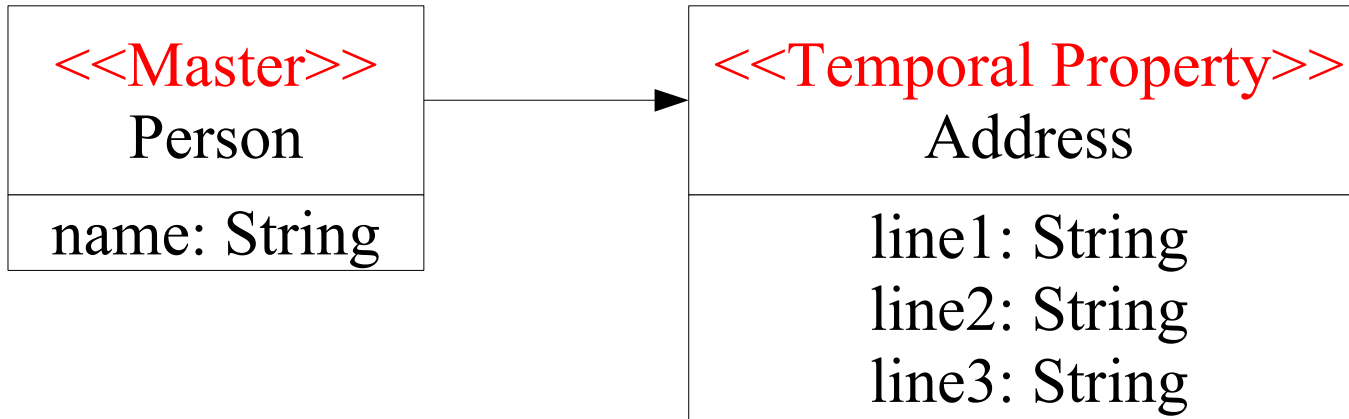 <<Master>>
Person
name: String
<<Temporal Property>>
Address
line1: String
line2: String
line3: String